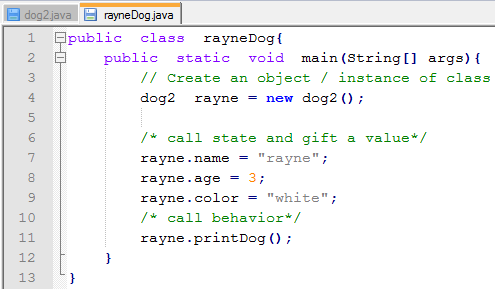 dog2.java rayneDog.java
1 public class rayneDog{
2 public static void main(String[] args){
3 // Create an object / instance of class
4 dog2 rayne = new dog2();
5
6 /* call state and gift a value*/
7 rayne.name = "rayne";
8 rayne.age = 3;
9 rayne.color = "white";
10 /* call behavior*/
11 rayne.printDog();
12 }
13 }